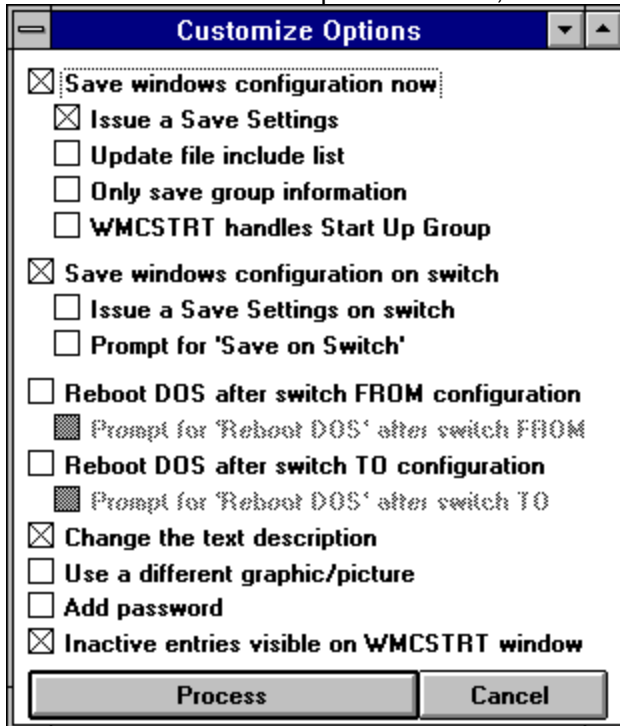 Customize Options
Save windows configuration now
Issue a Save Settings
Update file include list
Only save group information
WMCSTRT handles Start Up Group
Save windows configuration on switch
Issue a Save Settings on switch
Prompt for 'Save on Switch'
Reboot DOS after switch FROM configuration
Prompt for 'Reboot DOS' after switch FROM
Reboot DOS after switch TO configuration
Prompt for 'Reboot DOS' after switch TO
Change the text description
Use a different graphic/picture
Add password
Inactive entries visible on WMCSTRT window
Process Cancel